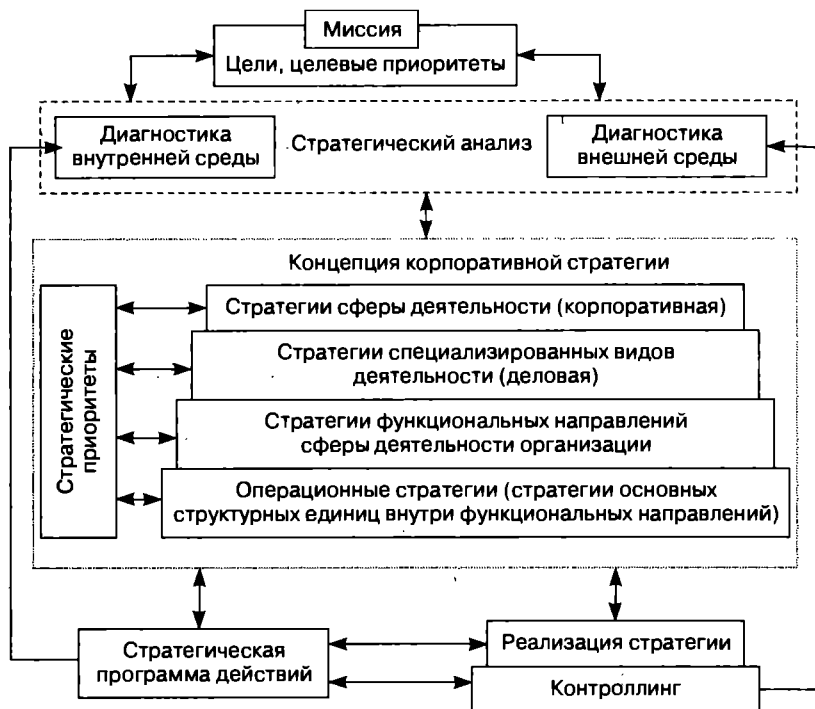 Миссия
Цели, целевые приоритеты
Диагностика
внутренней среды
Стратегический анализ
Диагностика
внешней среды
Концепция корпоративной стратегии
Стратегические
приоритеты
Стратегии сферы деятельности (корпоративная)
Стратегии специализированных видов
деятельности (деловая)
Стратегии функциональных направлений
сферы деятельности организации
Операционные стратегии (стратегии основных
структурных единиц внутри функциональных направлений)
Стратегическая
программа действий
Реализация стратегии
Контроллинг